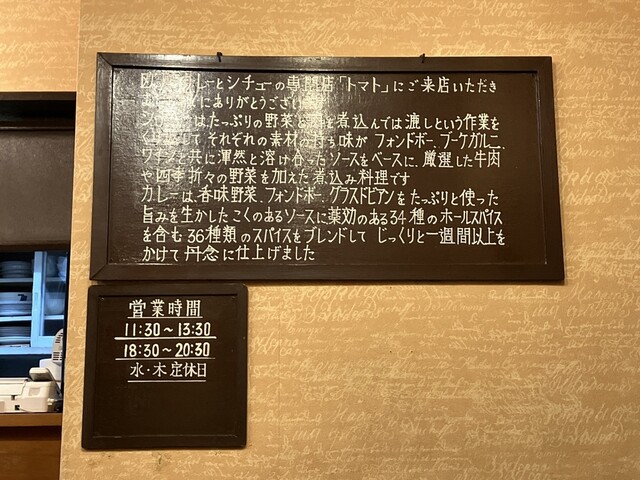 欧 カレーとシチューの専門店「トマト」にご来店いただき
にありがとうござい
はたっぷりの野菜と を煮込んでは漉しという作業を
して それぞれの素材の持ち味が フォンドボー、ブーケガルニ、
ワインと共に渾然と溶け合ったソースをベースに、厳選した牛肉
や四季折々の野菜を加えた煮込み料理です
カレーは、香味野菜、フォンドボー、グラスドビアンをたっぷりと使った
旨みを生かしたこくのあるソースに薬効のある34種のホールスパイス
を含む36種類のスパイスをブレンドして じっくりと一週間以上を
かけて丹念に仕上げました
営業時間
11:30〜13:30
18:30〜20:30
水・木定休日